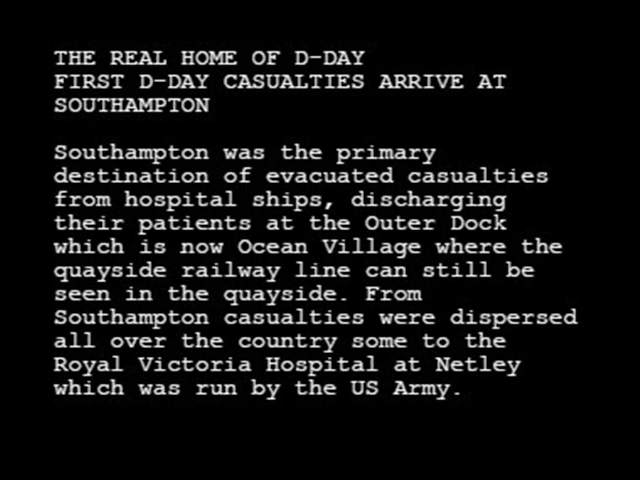 THE REAL HOME OF D-DAY
FIRST D-DAY CASUALTIES ARRIVE AT
SOUTHAMPTON
Southampton was the primary
destination of evacuated casualties
from hospital ships, discharging
their patients at the Outer Dock
which is now Ocean Village where the
quayside railway line can still be
seen in the quayside. From
Southampton casualties were dispersed
all over the country some to the
Royal Victoria Hospital at Netley
which was run by the US Army.